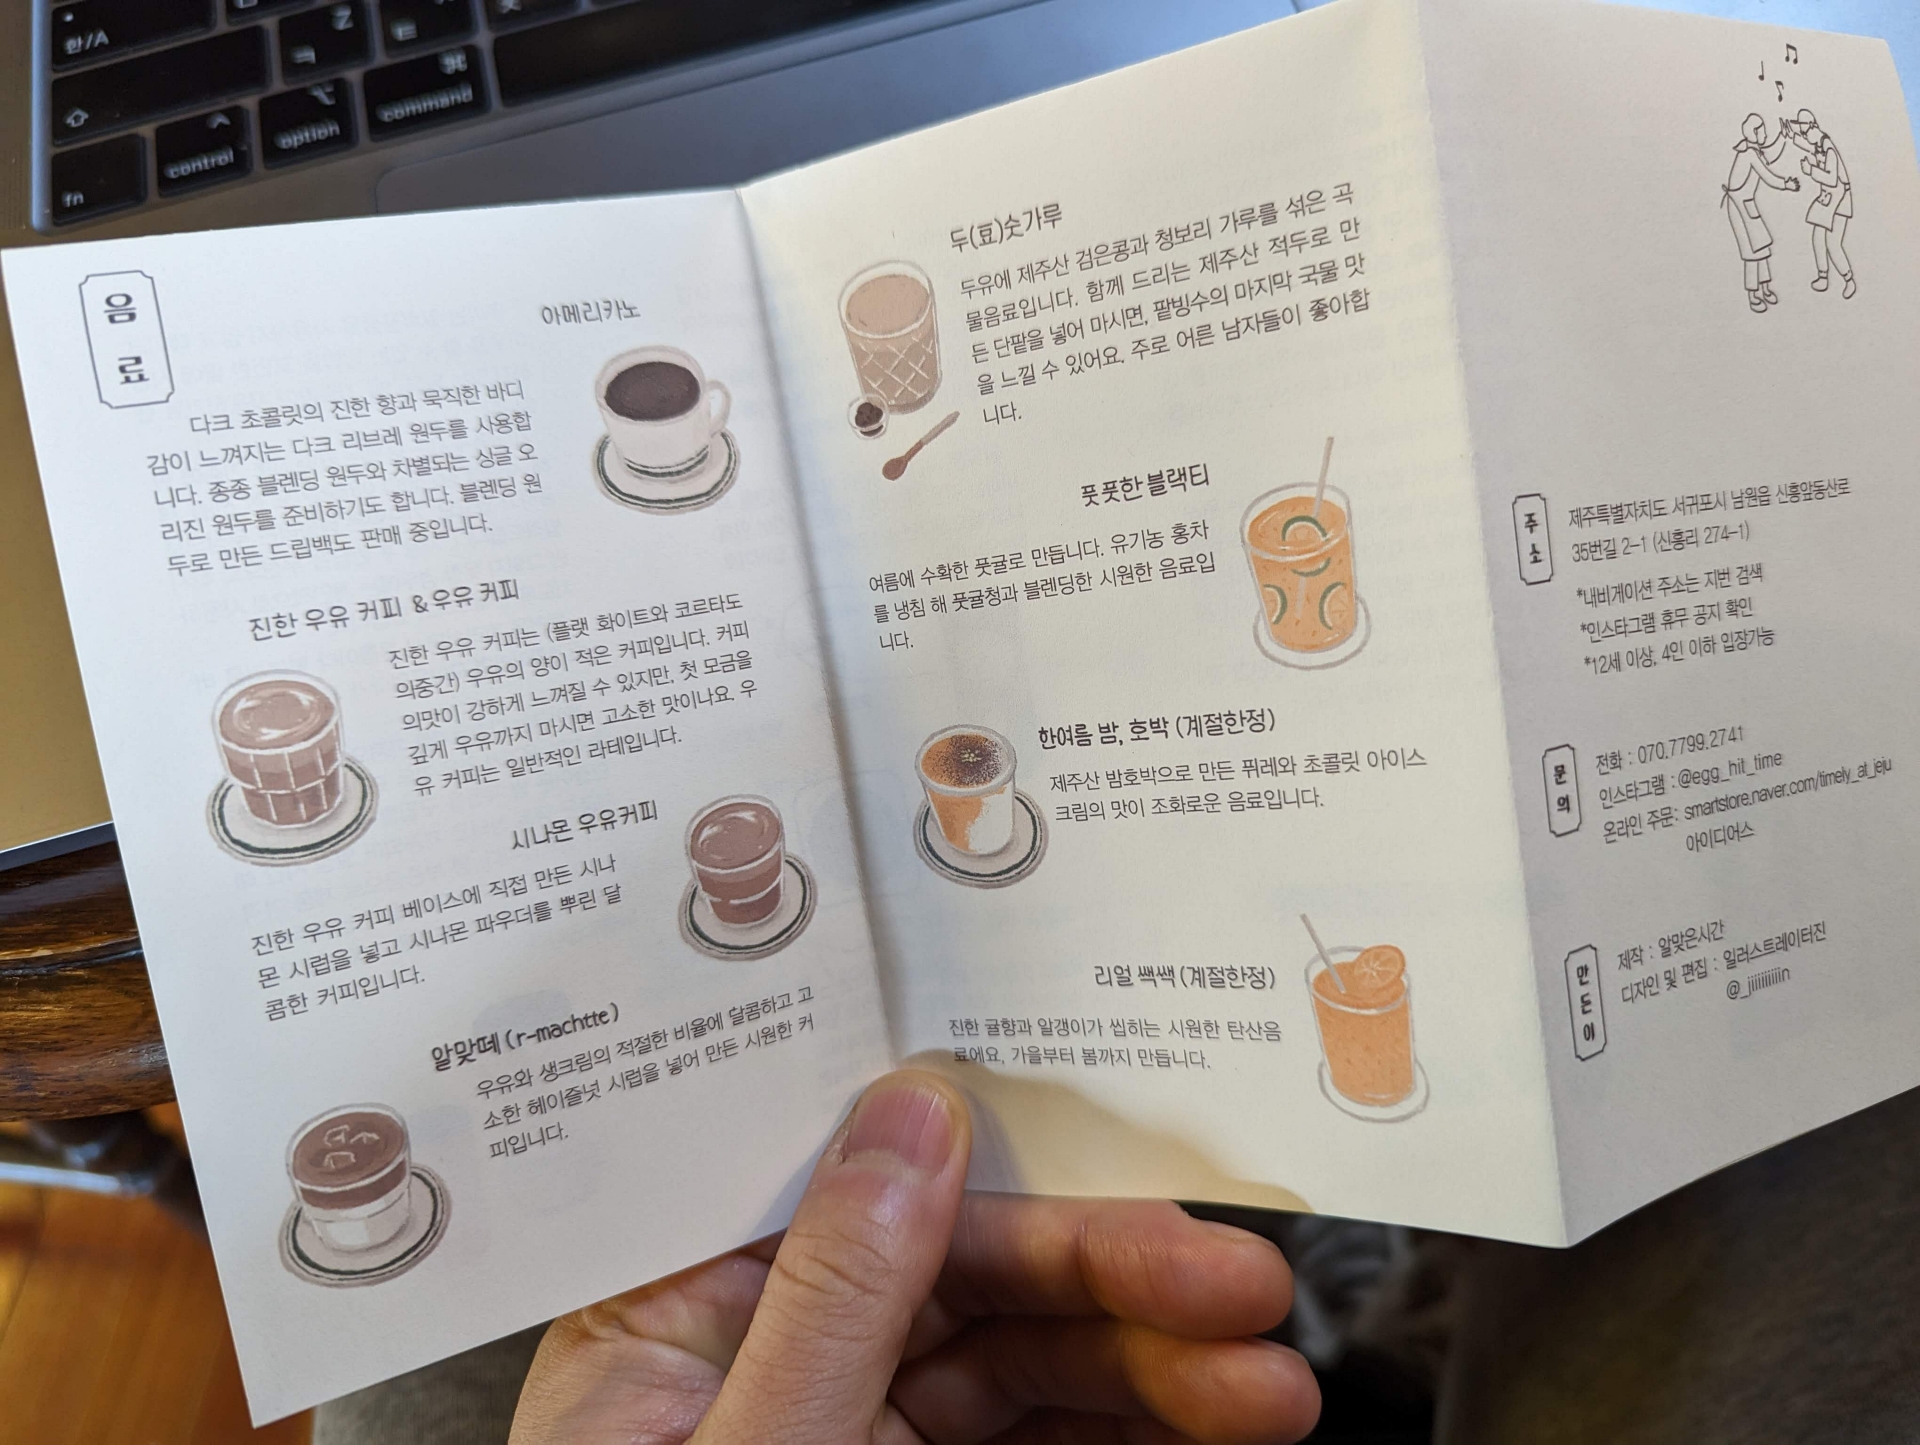 한/A
Z
ㅋ
ㅌ
⌘
command
option
control
fn
음료
아메리카노
다크 초콜릿의 진한 향과 묵직한 바디
감이 느껴지는 다크 리브레 원두를 사용합
니다. 종종 블렌딩 원두와 차별되는 싱글 오
리진 원두를 준비하기도 합니다. 블렌딩 원
두로 만든 드립백도 판매 중입니다.
진한 우유 커피 &우유 커피
진한 우유 커피는 (플랫 화이트와 코르타도
의중간) 우유의 양이 적은 커피입니다. 커피
의맛이 강하게 느껴질 수 있지만, 첫 모금을
깊게 우유까지 마시면 고소한 맛이나요. 우
유 커피는 일반적인 라테입니다.
시나몬 우유커피
진한 우유 커피 베이스에 직접 만든 시나
몬 시럽을 넣고 시나몬 파우더를 뿌린 달
콤한 커피입니다.
알맞떼 (r-machtte)
우유와 생크림의 적절한 비율에 달콤하고 고
소한 헤이즐넛 시럽을 넣어 만든 시원한 커
피입니다.
두(豆)숫가루
두유에 제주산 검은콩과 청보리 가루를 섞은 곡
물음료입니다. 함께 드리는 제주산 적두로 만
든 단팥을 넣어 마시면, 팥빙수의 마지막 국물 맛
을 느낄 수 있어요. 주로 어른 남자들이 좋아합
니다.
풋풋한 블랙티
여름에 수확한 풋귤로 만듭니다. 유기농 홍차
를 냉침 해 풋귤청과 블렌딩한 시원한 음료입
니다.
한여름 밤, 호박 (계절한정)
제주산 밤호박으로 만든 퓌레와 초콜릿 아이스
크림의 맛이 조화로운 음료입니다.
리얼 쌕쌕 (계절한정)
진한 귤향과 알갱이가 씹히는 시원한 탄산음
료에요. 가을부터 봄까지 만듭니다.
주소
제주특별자치도 서귀포시 남원읍 신흥앞동산로
35번길 2-1 (신흥리 274-1)
*내비게이션 주소는 지번 검색
*인스타그램 휴무 공지 확인
*12세 이상, 4인 이하 입장가능
문의
전화 : 070.7799.2741
인스타그램 : @egg_hit_time
온라인 주문: smartstore.naver.com/timely_at_jeju
아이디어스
만든이
제작 : 알맞은시간
디자인 및 편집 : 일러스트레이터진